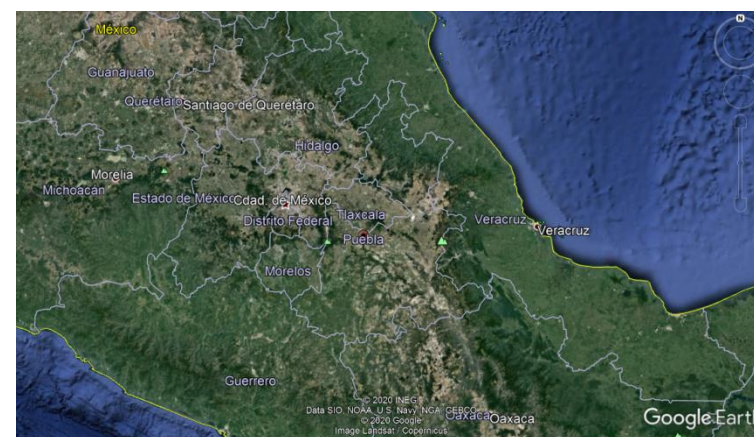 N
México
Guanajuato
Querétaro
Santiago de Querétaro
Hidalgo
Morelia
Michoacán
Estado de México
Cdad. de México
Tlaxcala
Distrito Federal
Puebla
Veracruz
Veracruz
Morelos
Guerrero
© 2020 INEGI
Data SIO, NOAA, U.S. Navy, NGA, GEBCO
© 2020 Google
Image Landsat / Copernicus
Oaxaca
Oaxaca
Google Earth